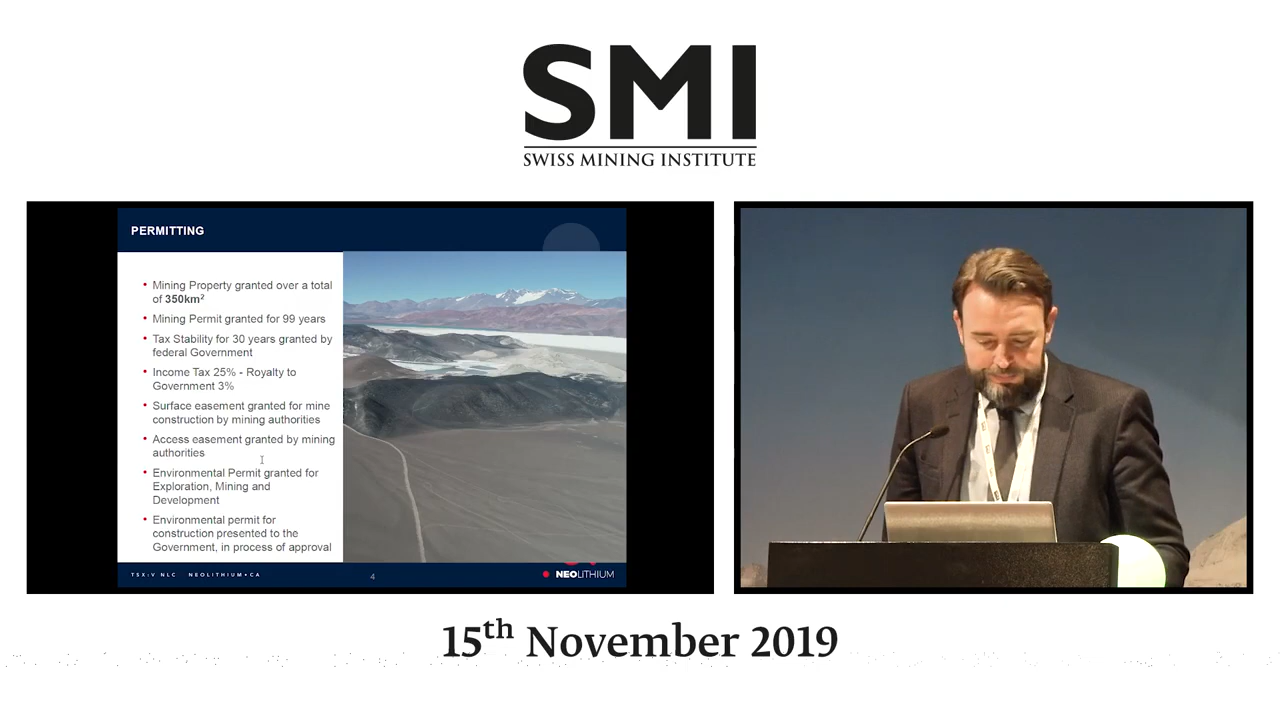 SMI
SWISS MINING INSTITUTE
PERMITTING
• Mining Property granted over a total
of 350km²
• Mining Permit granted for 99 years
• Tax Stability for 30 years granted by
federal Government
• Income Tax 25% - Royalty to
Government 3%
• Surface easement granted for mine
construction by mining authorities
• Access easement granted by mining
authorities
• Environmental Permit granted for
Exploration, Mining and
Development
• Environmental permit for
construction presented to the
Government, in process of approval
TSX:V NLC NEOLITHIUM•CA
4
NEOLITHIUM
15th November 2019